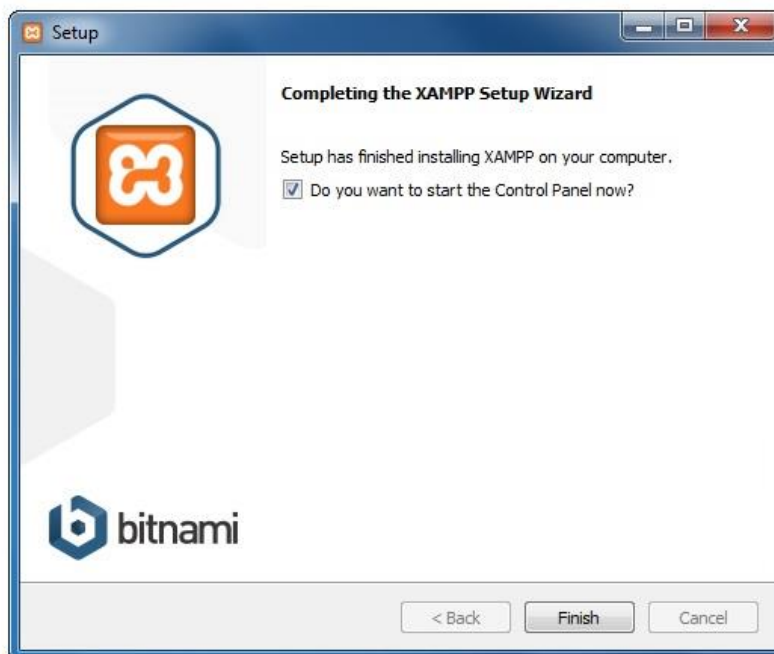 Setup
Completing the XAMPP Setup Wizard
Setup has finished installing XAMPP on your computer.
Do you want to start the Control Panel now?
bitnami
< Back
Finish
Cancel